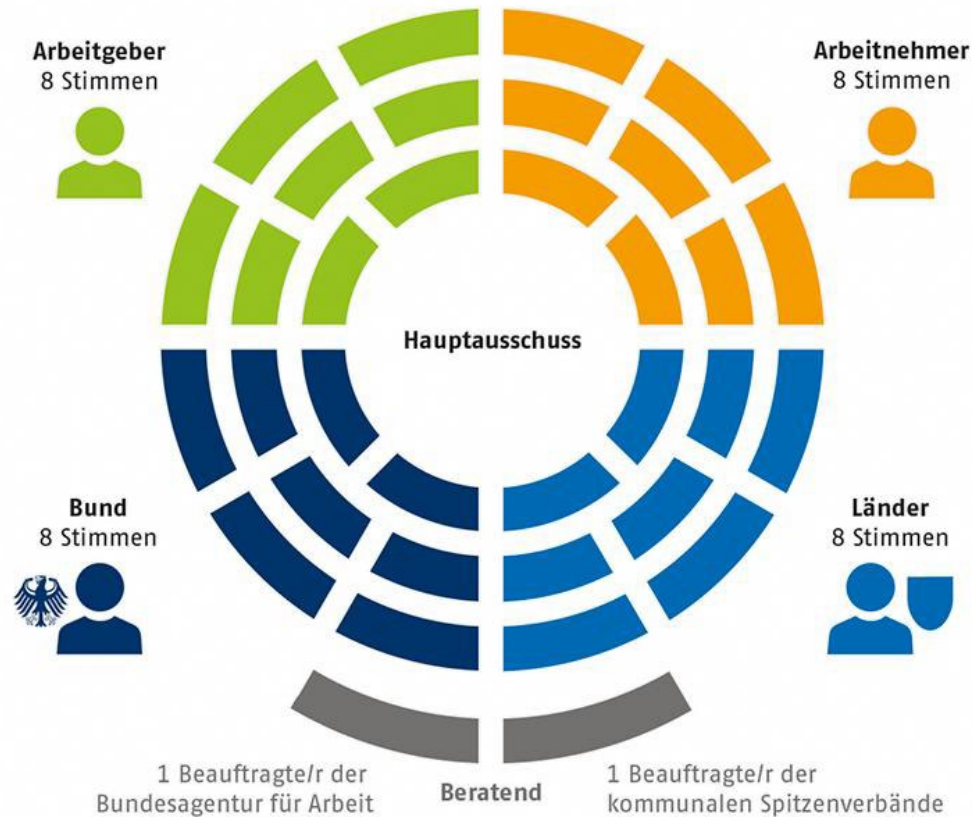 Arbeitgeber
8 Stimmen
Arbeitnehmer
8 Stimmen
Hauptausschuss
Bund
8 Stimmen
Länder
8 Stimmen
1 Beauftragte/r der
Bundesagentur für Arbeit
Beratend
1 Beauftragte/r der
kommunalen Spitzenverbände